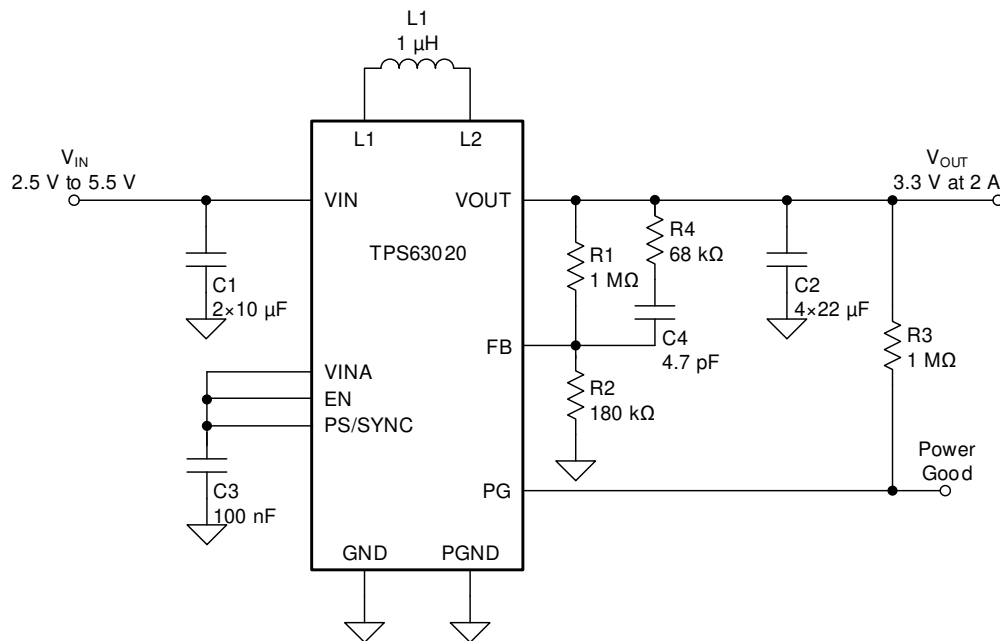 L1
1 µH
L1
L2
V_IN
2.5 V to 5.5 V
VIN
VOUT
V_OUT
3.3 V at 2 A
TPS63020
R1
1 MΩ
R4
68 kΩ
C1
2×10 µF
C2
4×22 µF
C4
4.7 pF
FB
R3
1 MΩ
VINA
EN
PS/SYNC
R2
180 kΩ
C3
100 nF
PG
Power
Good
GND
PGND